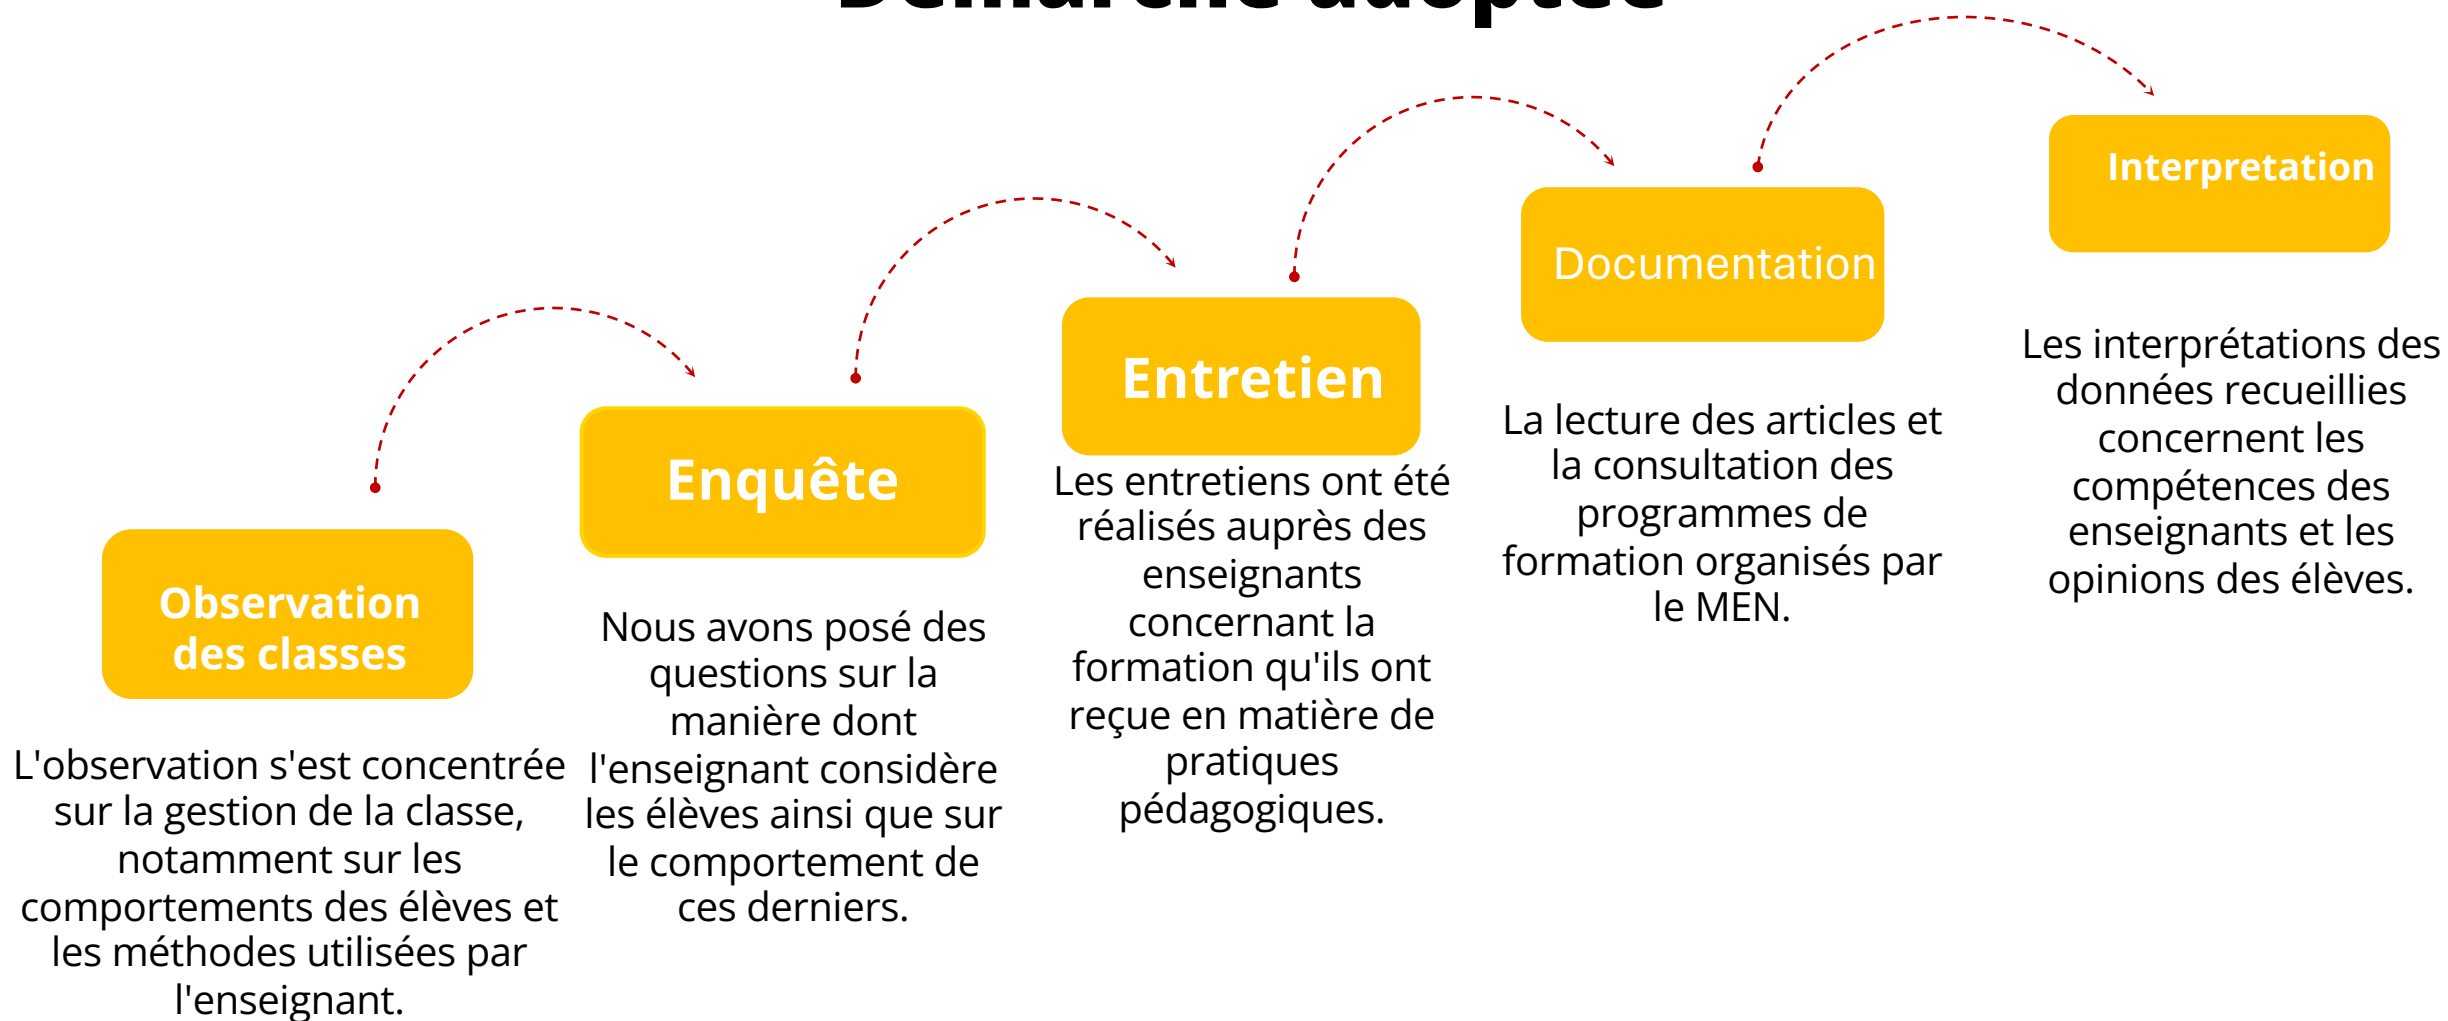 Démarche adoptée
Observation
des classes
L'observation s'est concentrée
sur la gestion de la classe,
notamment sur les
comportements des élèves et
les méthodes utilisées par
l'enseignant.
Enquête
Nous avons posé des
questions sur la
manière dont
l'enseignant considère
les élèves ainsi que sur
le comportement de
ces derniers.
Entretien
Les entretiens ont été
réalisés auprès des
enseignants
concernant la
formation qu'ils ont
reçue en matière de
pratiques
pédagogiques.
Documentation
La lecture des articles et
la consultation des
programmes de
formation organisés par
le MEN.
Interpretation
Les interprétations des
données recueillies
concernent les
compétences des
enseignants et les
opinions des élèves.